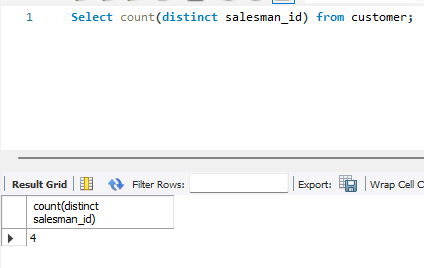 1 Select count(distinct salesman_id) from customer;
Result Grid Filter Rows: Export: Wrap Cell C
count(distinct
salesman_id)
4